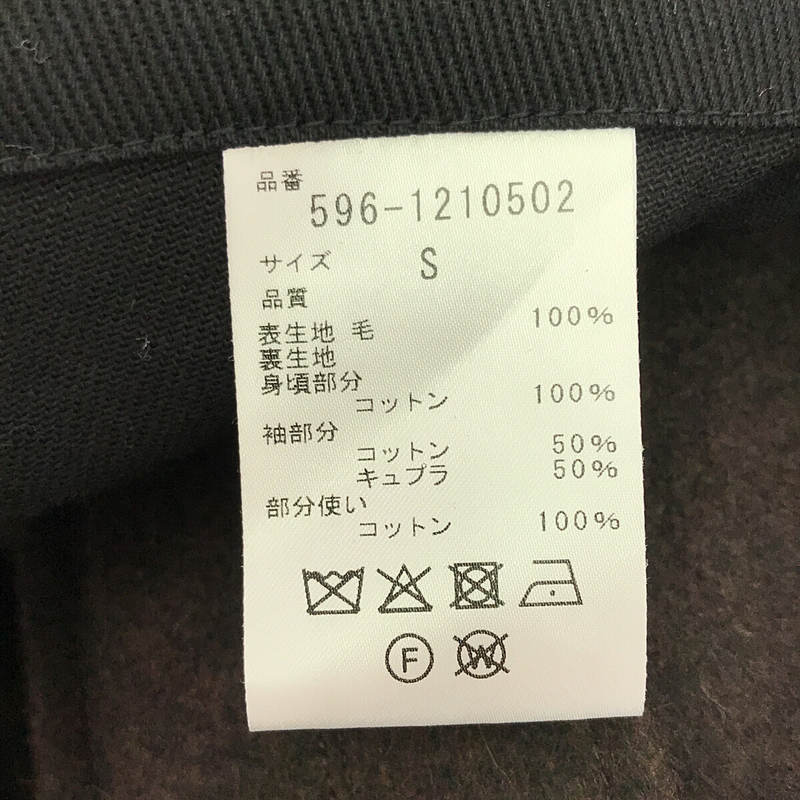 品番
596-1210502
サイズ S
品質
表生地 毛 100%
裏生地
身頃部分
コットン 100%
袖部分
コットン 50%
キュプラ 50%
部分使い
コットン 100%
F W